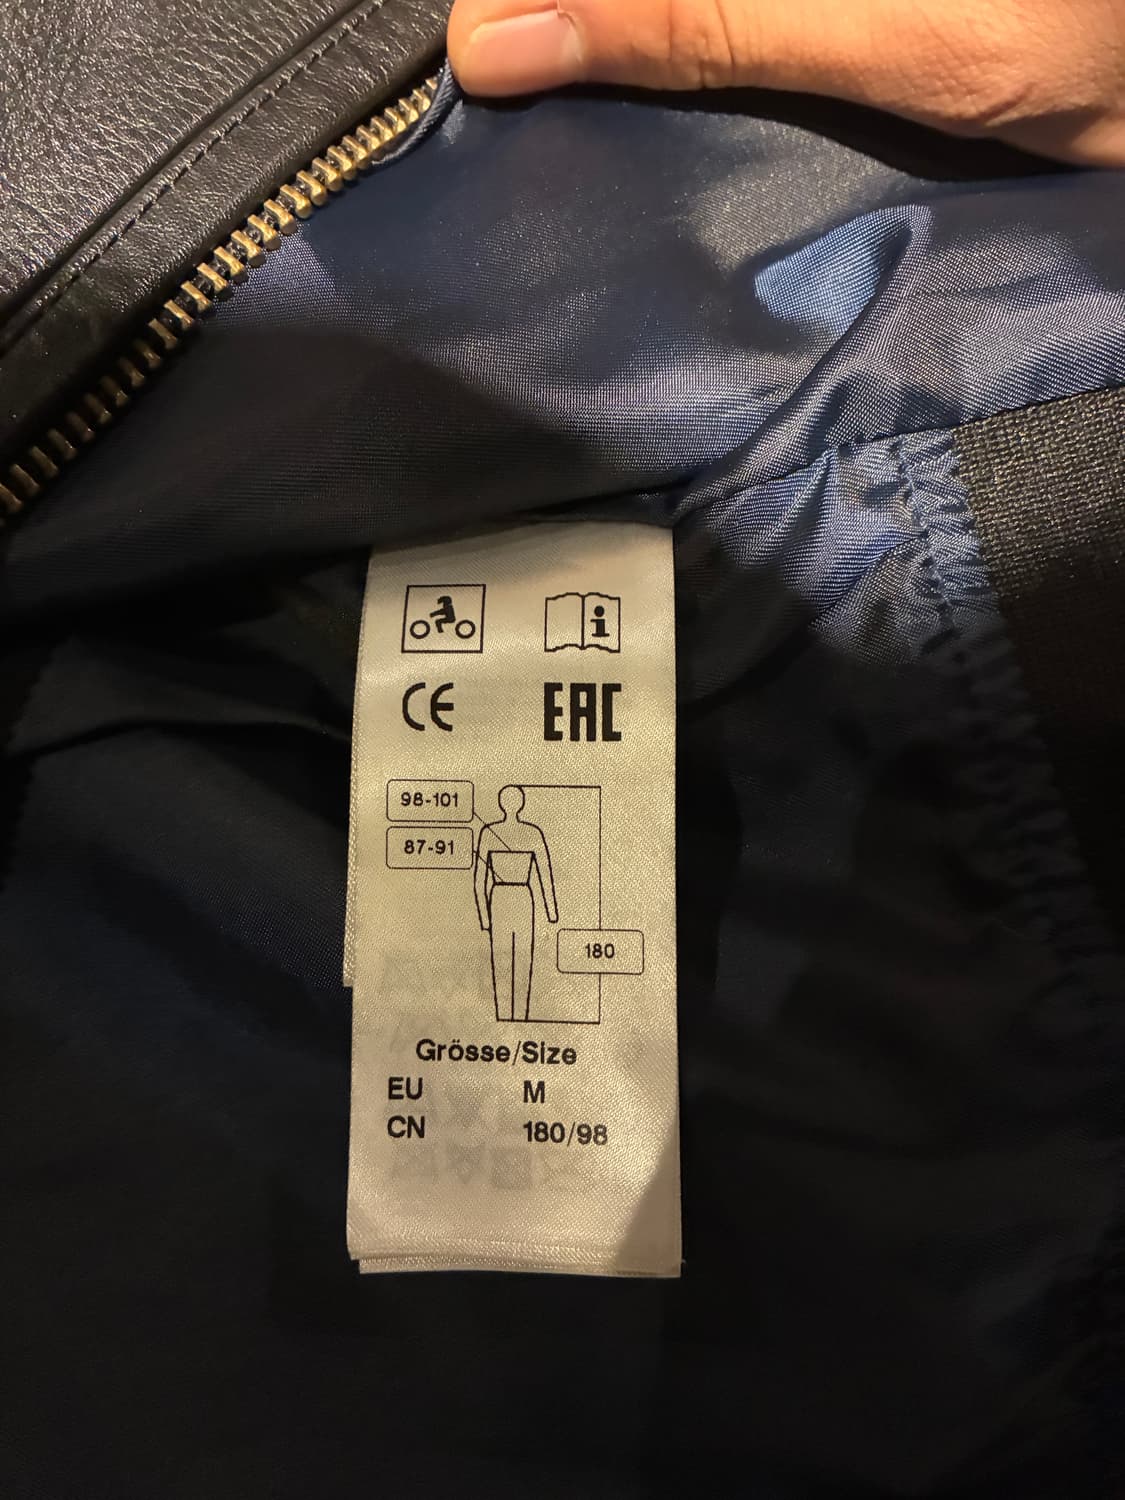 i
CE EAC
98-101
87-91
180
Grösse/Size
EU M
CN 180/98